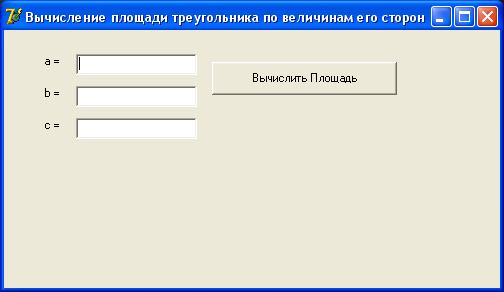 Вычисление площади треугольника по величинам его сторон
a =
Вычислить Площадь
b =
c =